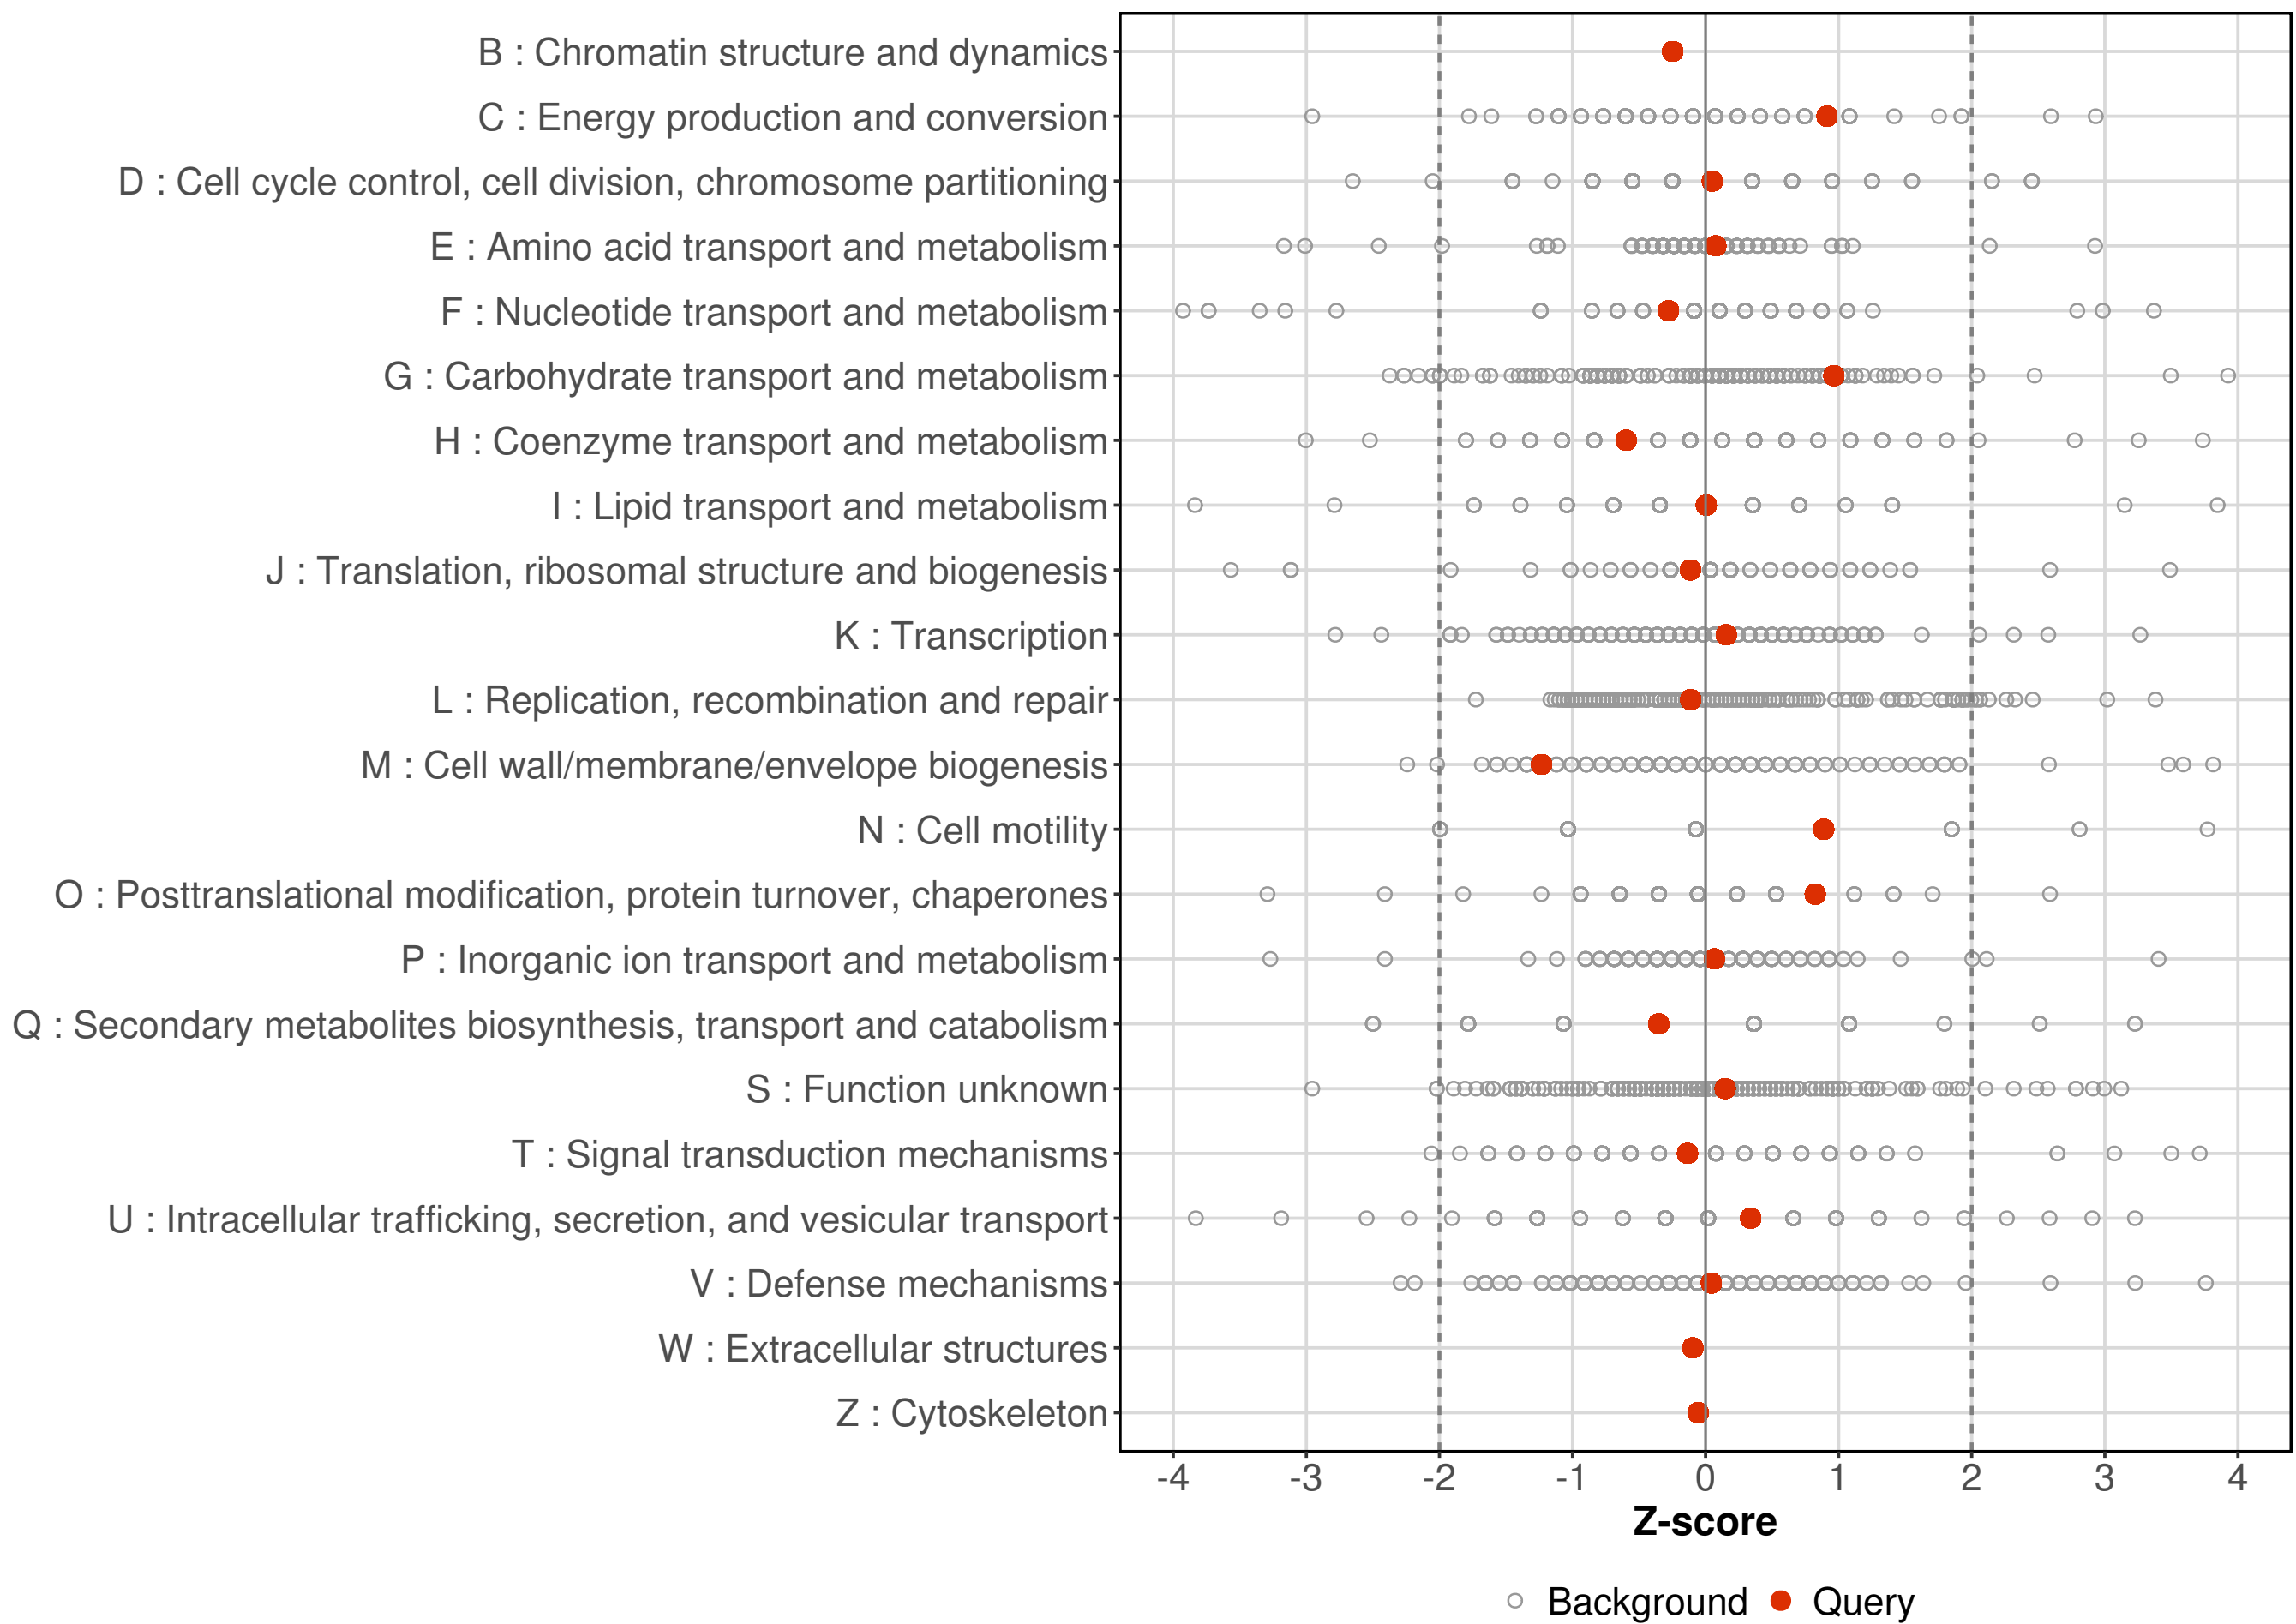 B : Chromatin structure and dynamics
C : Energy production and conversion
D : Cell cycle control, cell division, chromosome partitioning
E : Amino acid transport and metabolism
F : Nucleotide transport and metabolism
G : Carbohydrate transport and metabolism
H : Coenzyme transport and metabolism
I : Lipid transport and metabolism
J : Translation, ribosomal structure and biogenesis
K : Transcription
L : Replication, recombination and repair
M : Cell wall/membrane/envelope biogenesis
N : Cell motility
O : Posttranslational modification, protein turnover, chaperones
P : Inorganic ion transport and metabolism
Q : Secondary metabolites biosynthesis, transport and catabolism
S : Function unknown
T : Signal transduction mechanisms
U : Intracellular trafficking, secretion, and vesicular transport
V : Defense mechanisms
W : Extracellular structures
Z : Cytoskeleton
-4 -3 -2 -1 0 1 2 3 4
Z-score
Background Query